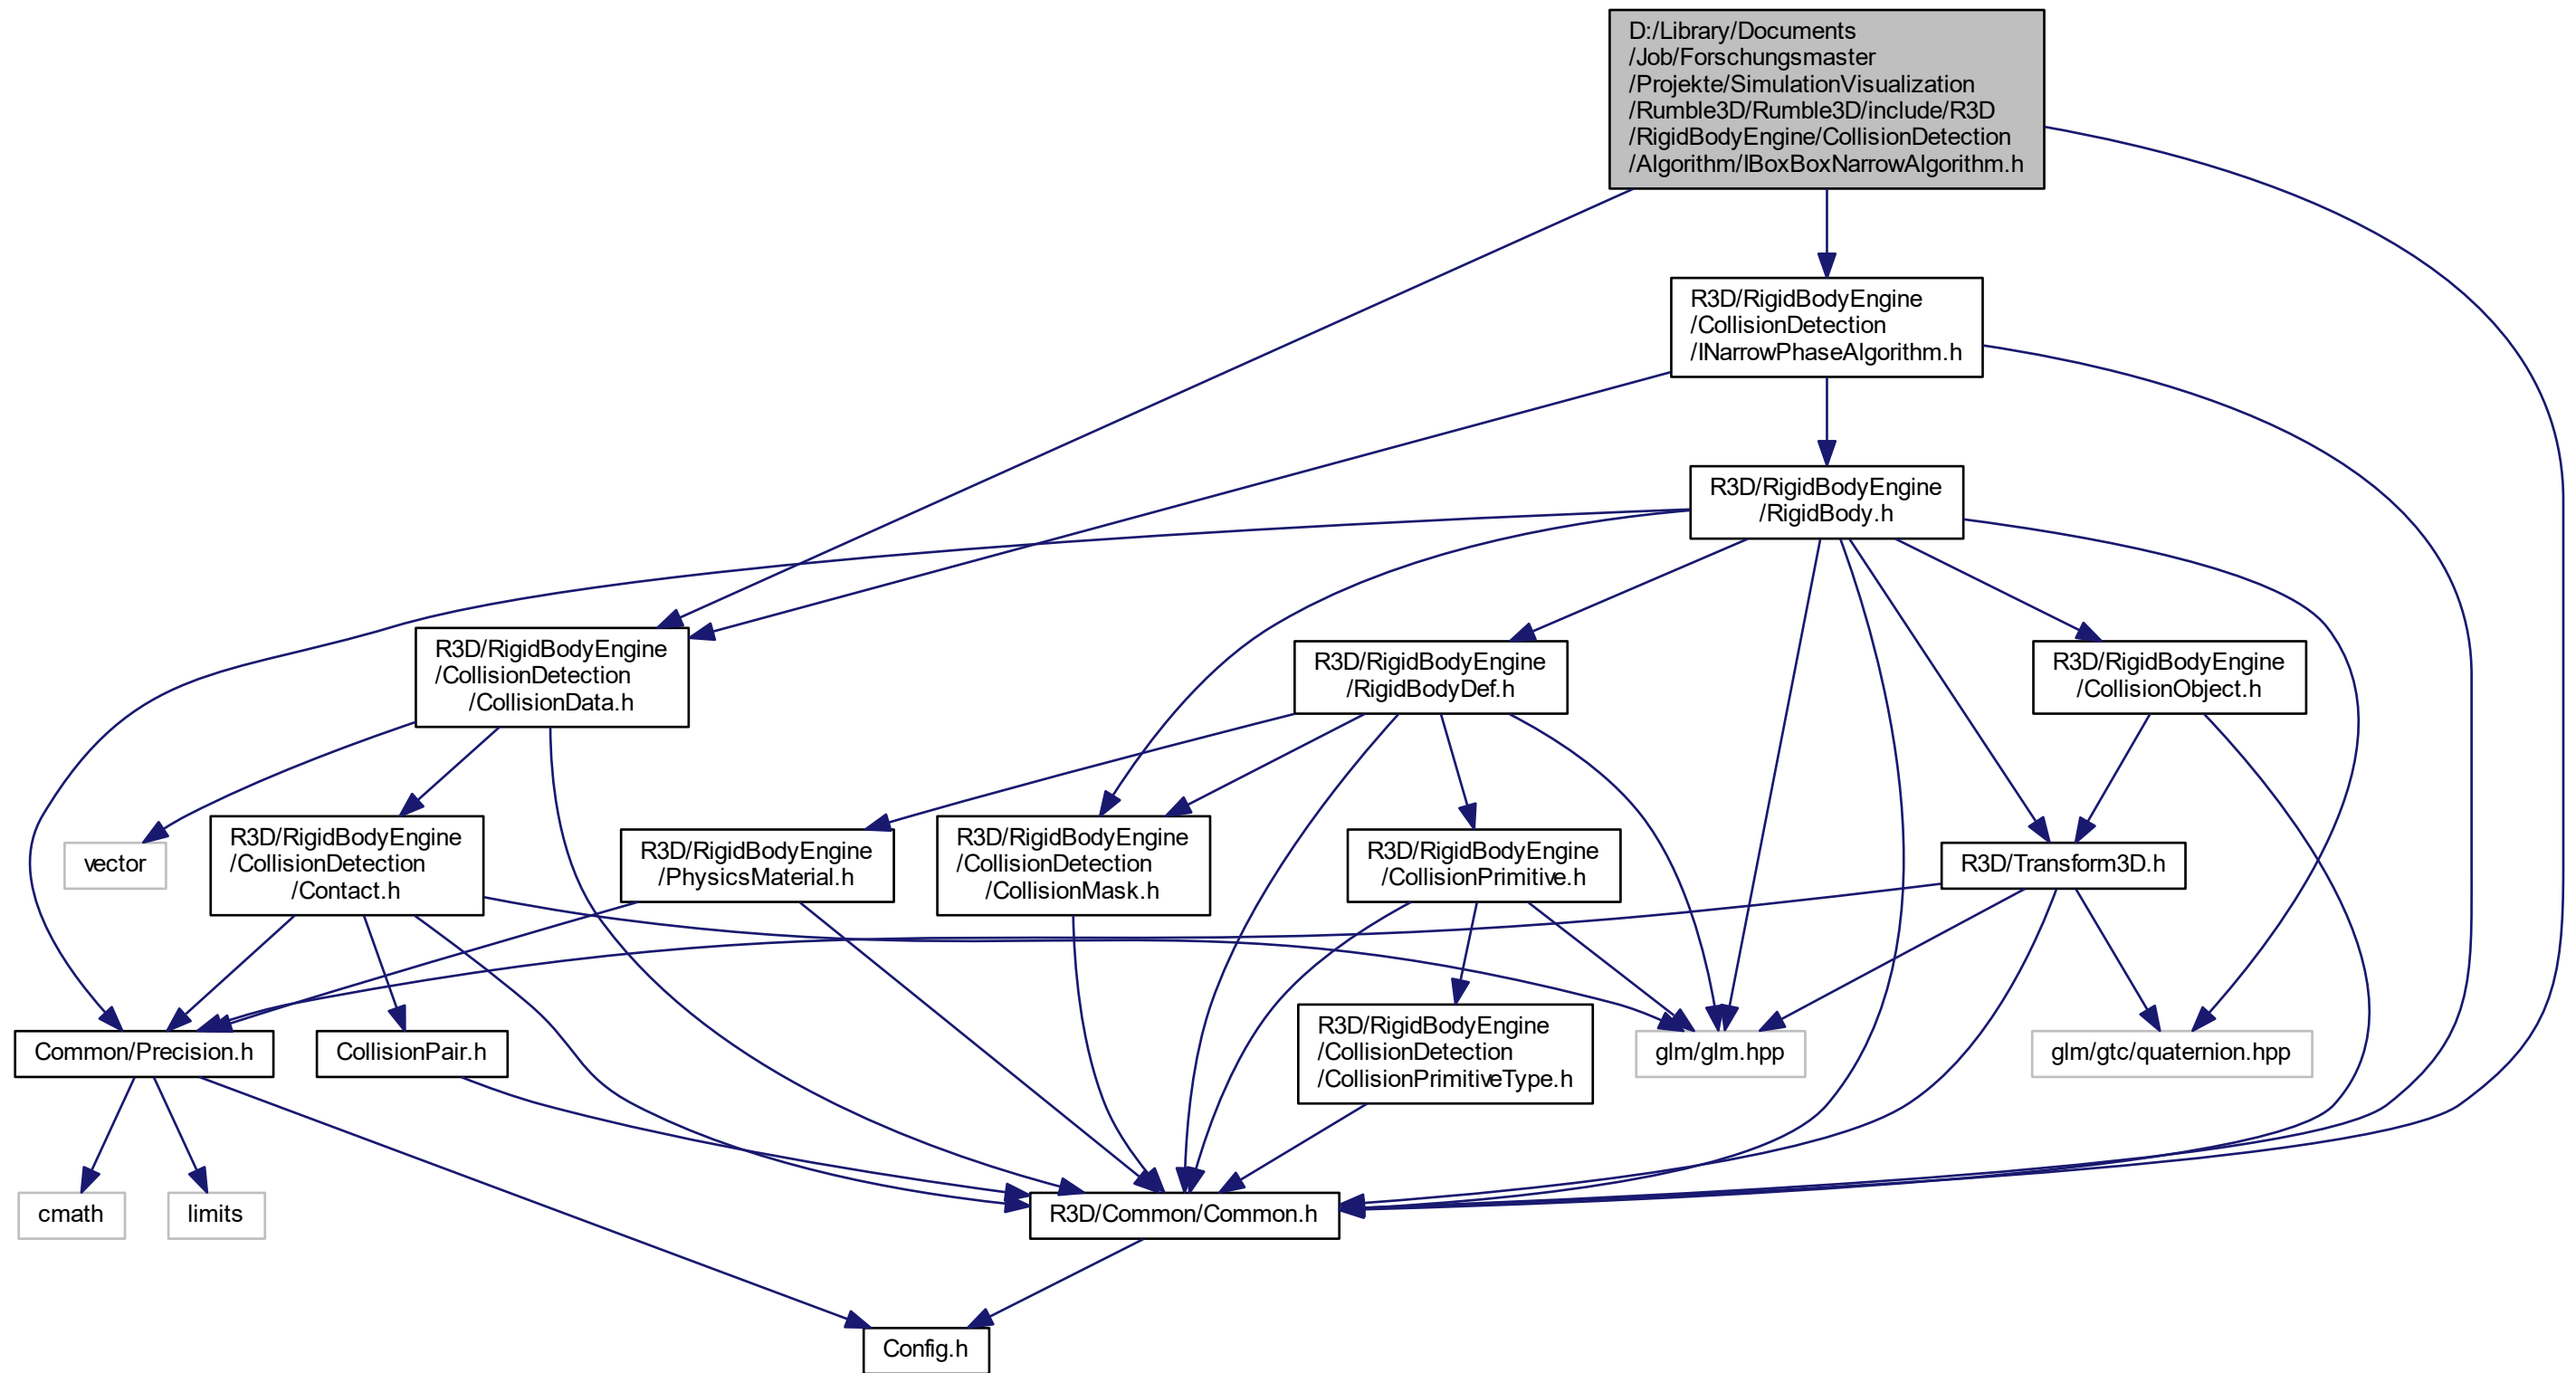 D:/Library/Documents
/Job/Forschungsmaster
/Projekte/SimulationVisualization
/Rumble3D/Rumble3D/include/R3D
/RigidBodyEngine/CollisionDetection
/Algorithm/IBoxBoxNarrowAlgorithm.h
R3D/RigidBodyEngine
/CollisionDetection
/INarrowPhaseAlgorithm.h
R3D/RigidBodyEngine
/RigidBody.h
R3D/RigidBodyEngine
/CollisionDetection
/CollisionData.h
R3D/RigidBodyEngine
/RigidBodyDef.h
R3D/RigidBodyEngine
/CollisionObject.h
vector
R3D/RigidBodyEngine
/CollisionDetection
/Contact.h
R3D/RigidBodyEngine
/PhysicsMaterial.h
R3D/RigidBodyEngine
/CollisionDetection
/CollisionMask.h
R3D/RigidBodyEngine
/CollisionPrimitive.h
R3D/Transform3D.h
Common/Precision.h
CollisionPair.h
R3D/RigidBodyEngine
/CollisionDetection
/CollisionPrimitiveType.h
glm/glm.hpp
glm/gtc/quaternion.hpp
cmath
limits
R3D/Common/Common.h
Config.h